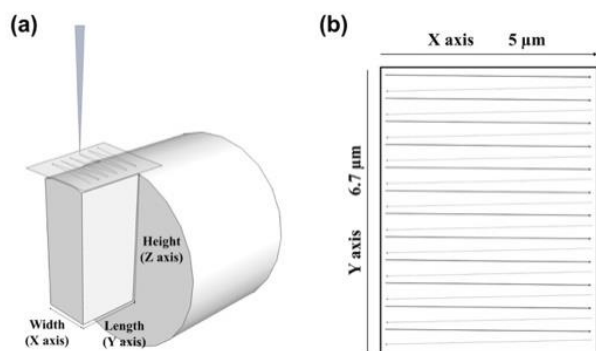 (a)
Height
(Z axis)
Width
(X axis)
Length
(Y axis)
(b)
X axis 5 µm
Y axis 6.7 µm